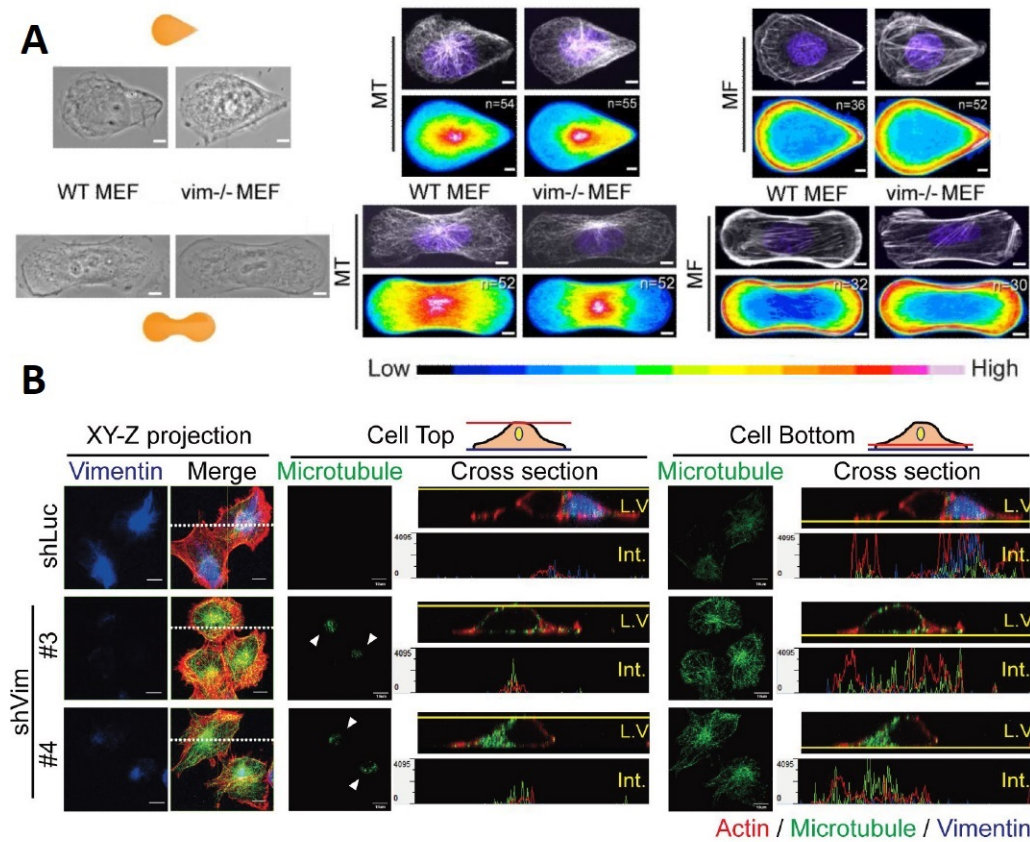 A
MT
n=54
n=55
MF
n=36
n=52
WT MEF
vim-/- MEF
WT MEF
vim-/- MEF
WT MEF
vim-/- MEF
MT
n=52
n=52
MF
n=32
n=30
Low
High
B
XY-Z projection
Cell Top
Cell Bottom
Vimentin
Merge
Microtubule
Cross section
Microtubule
Cross section
shLuc
L.V
4095
Int.
0
L.V
4095
Int.
0
shVim
#3
L.V
4095
Int.
0
L.V
4095
Int.
0
#4
L.V
4095
Int.
0
L.V
4095
Int.
0
Actin / Microtubule / Vimentin